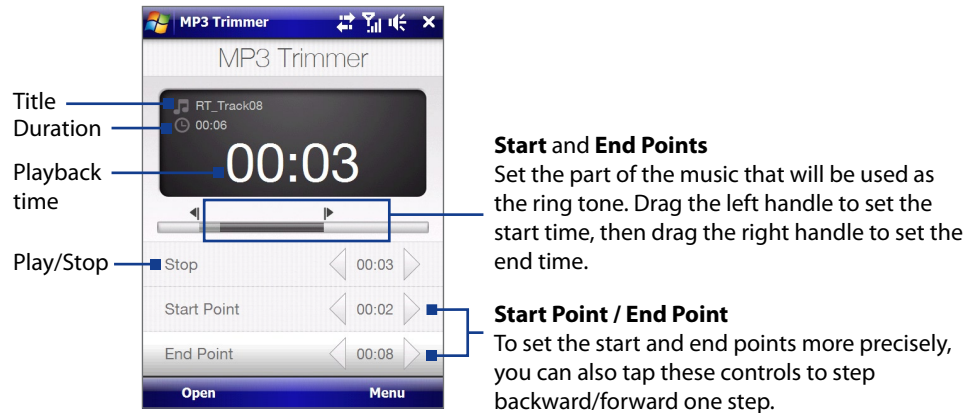 MP3 Trimmer
MP3 Trimmer
Title
RT_Track08
Duration
00:06
Playback
time
00:03
Play/Stop
Stop
00:03
Start Point
00:02
End Point
00:08
Open
Menu
Start and End Points
Set the part of the music that will be used as
the ring tone. Drag the left handle to set the
start time, then drag the right handle to set the
end time.
Start Point / End Point
To set the start and end points more precisely,
you can also tap these controls to step
backward/forward one step.